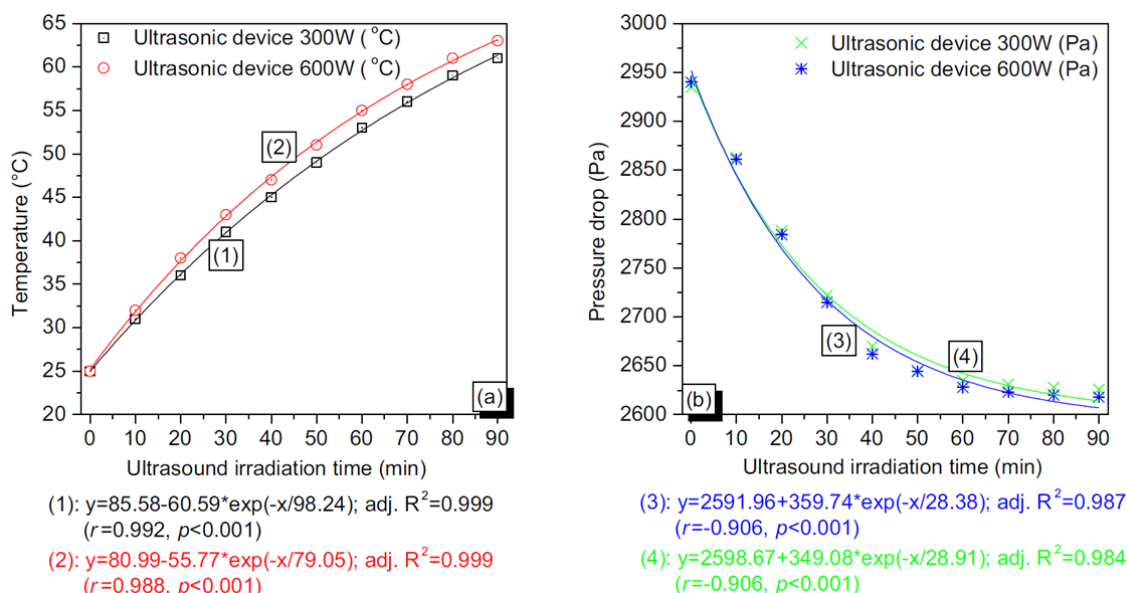 65
60
55
50
45
40
35
30
25
20
Temperature (°C)
Ultrasonic device 300W (°C)
Ultrasonic device 600W (°C)
(2)
(1)
(a)
0 10 20 30 40 50 60 70 80 90
Ultrasound irradiation time (min)
(1): y=85.58-60.59*exp(-x/98.24); adj. R²=0.999
(r=0.992, p<0.001)
(2): y=80.99-55.77*exp(-x/79.05); adj. R²=0.999
(r=0.988, p<0.001)
3000
2950
2900
2850
2800
2750
2700
2650
2600
Pressure drop (Pa)
Ultrasonic device 300W (Pa)
Ultrasonic device 600W (Pa)
(3)
(4)
(b)
0 10 20 30 40 50 60 70 80 90
Ultrasound irradiation time (min)
(3): y=2591.96+359.74*exp(-x/28.38); adj. R²=0.987
(r=-0.906, p<0.001)
(4): y=2598.67+349.08*exp(-x/28.91); adj. R²=0.984
(r=-0.906, p<0.001)